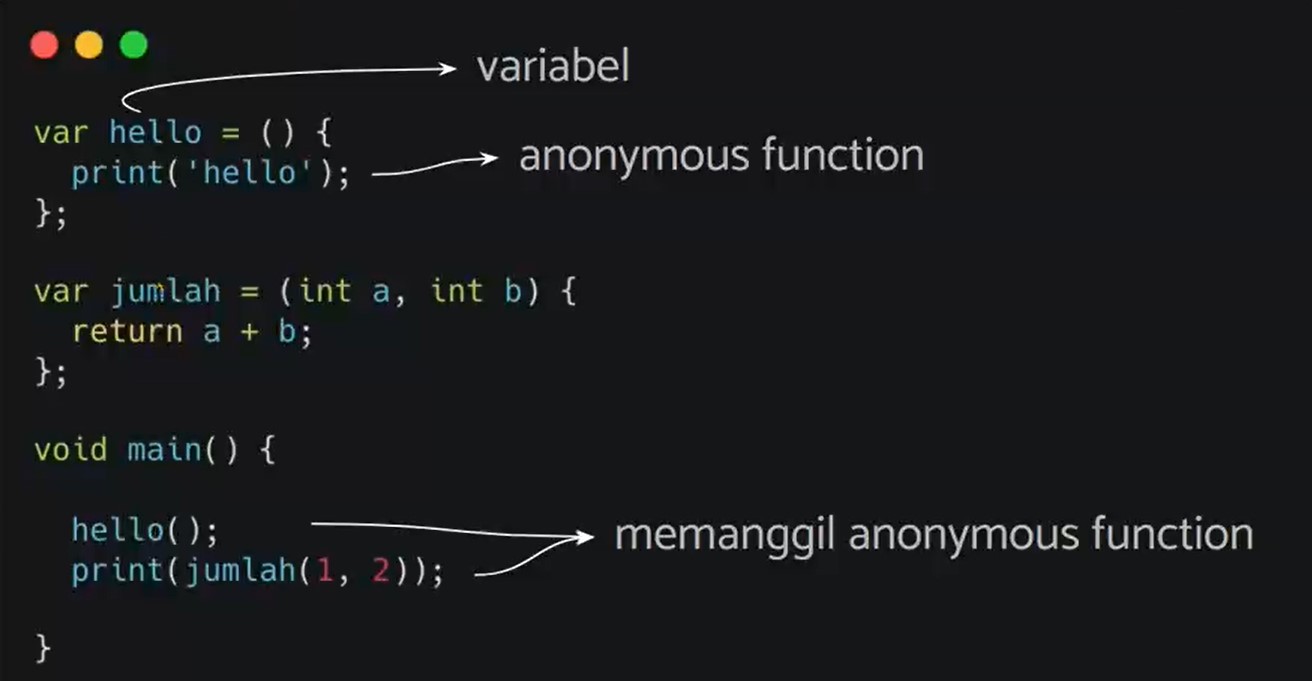 variabel
var hello = () {
print('hello');
anonymous function
};
var jumlah = (int a, int b) {
return a + b;
};
void main() {
hello();
memanggil anonymous function
print(jumlah(1, 2));
}